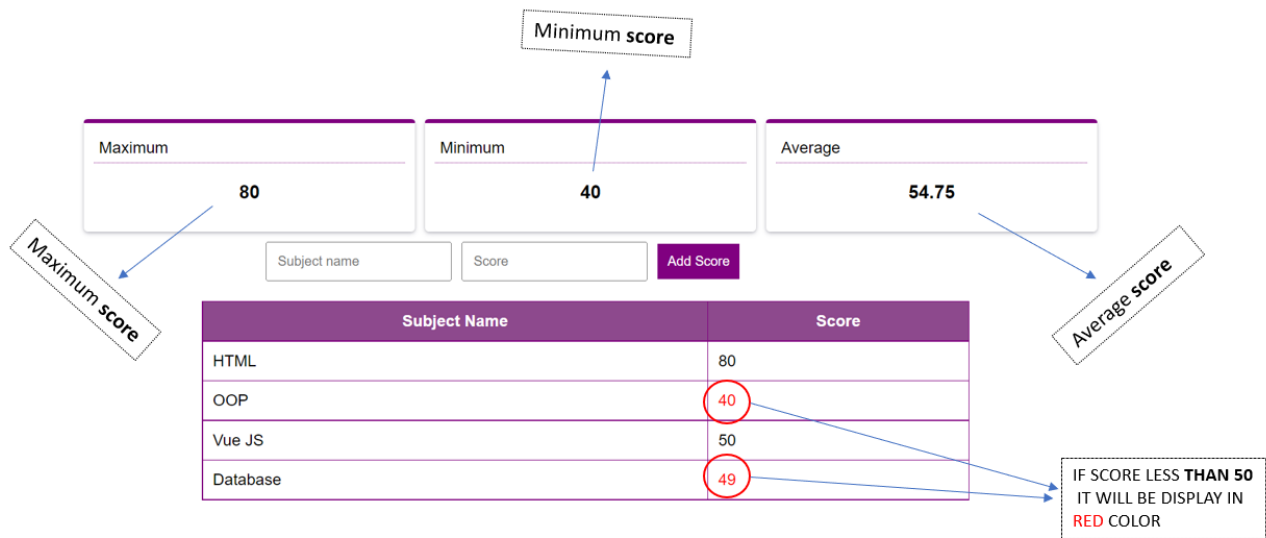 Minimum score
Maximum
Minimum
Average
80
40
54.75
Maximum score
Subject name
Score
Add Score
Average score
Subject Name
Score
HTML
80
OOP
40
Vue JS
50
Database
49
IF SCORE LESS THAN 50
IT WILL BE DISPLAY IN
RED COLOR